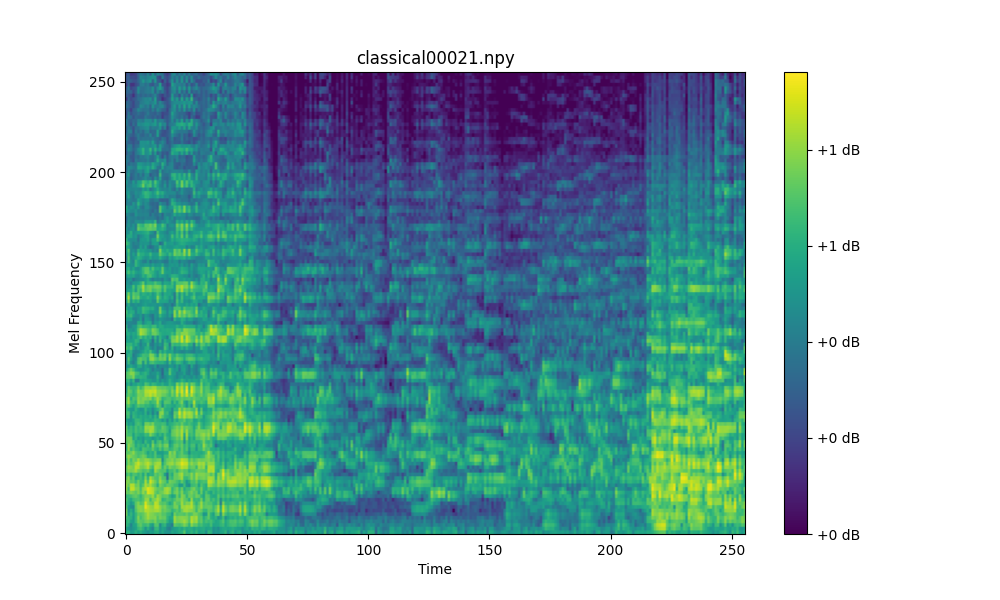 classical00021.npy
250
200
150
100
50
0
Mel Frequency
0 50 100 150 200 250
Time
+1 dB
+1 dB
+0 dB
+0 dB
+0 dB